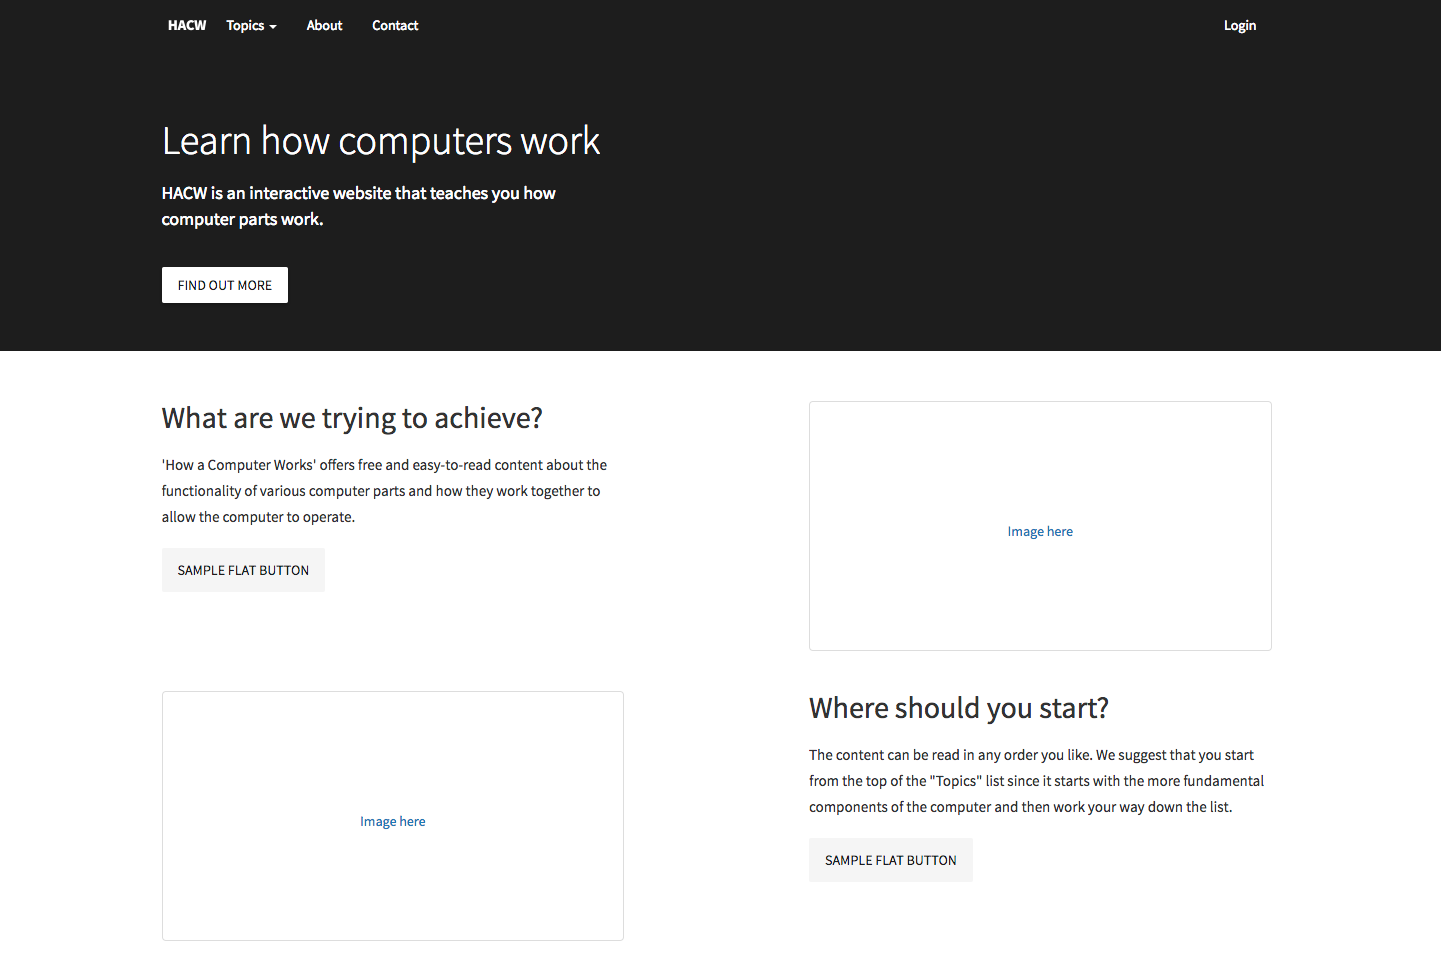 HACW Topics About Contact Login
Learn how computers work
HACW is an interactive website that teaches you how
computer parts work.
FIND OUT MORE
What are we trying to achieve?
'How a Computer Works' offers free and easy-to-read content about the
functionality of various computer parts and how they work together to
allow the computer to operate.
SAMPLE FLAT BUTTON
Image here
Image here
Where should you start?
The content can be read in any order you like. We suggest that you start
from the top of the "Topics" list since it starts with the more fundamental
components of the computer and then work your way down the list.
SAMPLE FLAT BUTTON